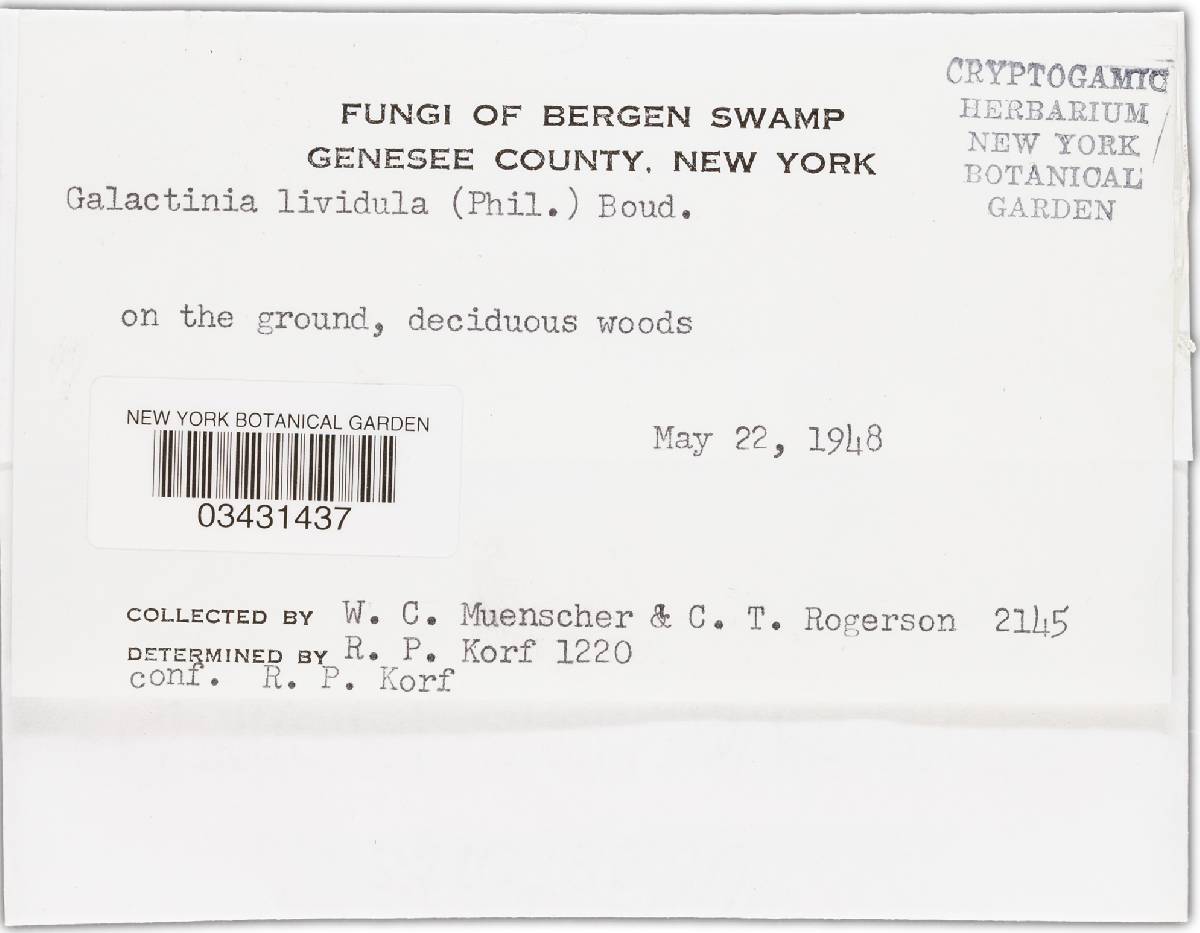 CRYPTOGAMIC
HERBARIUM
NEW YORK
BOTANICAL
GARDEN
FUNGI OF BERGEN SWAMP
GENESEE COUNTY, NEW YORK
Galactinia lividula (Phil.) Boud.
on the ground, deciduous woods
NEW YORK BOTANICAL GARDEN
03431437
May 22, 1948
COLLECTED BY W. C. Muenscher & C. T. Rogerson 2145
DETERMINED BY R. P. Korf 1220
conf. R. P. Korf